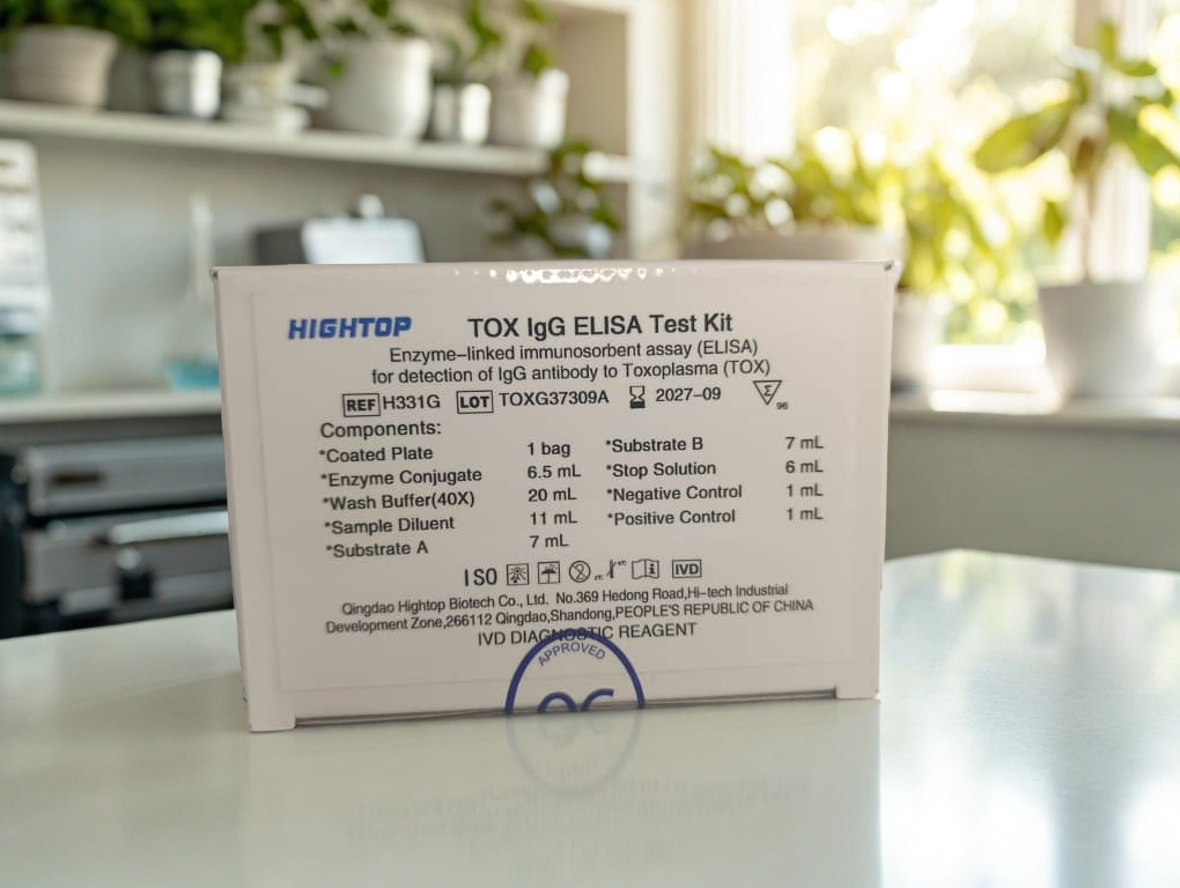 HIGHTOP
TOX IgG ELISA Test Kit
Enzyme-linked immunosorbent assay (ELISA)
for detection of IgG antibody to Toxoplasma (TOX)
REF H331G LOT TOXG37309A 2027-09 Σ 96
Components:
*Coated Plate 1 bag
*Enzyme Conjugate 6.5 mL
*Wash Buffer(40X) 20 mL
*Sample Diluent 11 mL
*Substrate A 7 mL
*Substrate B 7 mL
*Stop Solution 6 mL
*Negative Control 1 mL
*Positive Control 1 mL
ISO IVD
Qingdao Hightop Biotech Co., Ltd. No.369 Hedong Road,Hi-tech Industrial
Development Zone,266112 Qingdao,Shandong,PEOPLE'S REPUBLIC OF CHINA
IVD DIAGNOSTIC REAGENT
APPROVED
QC